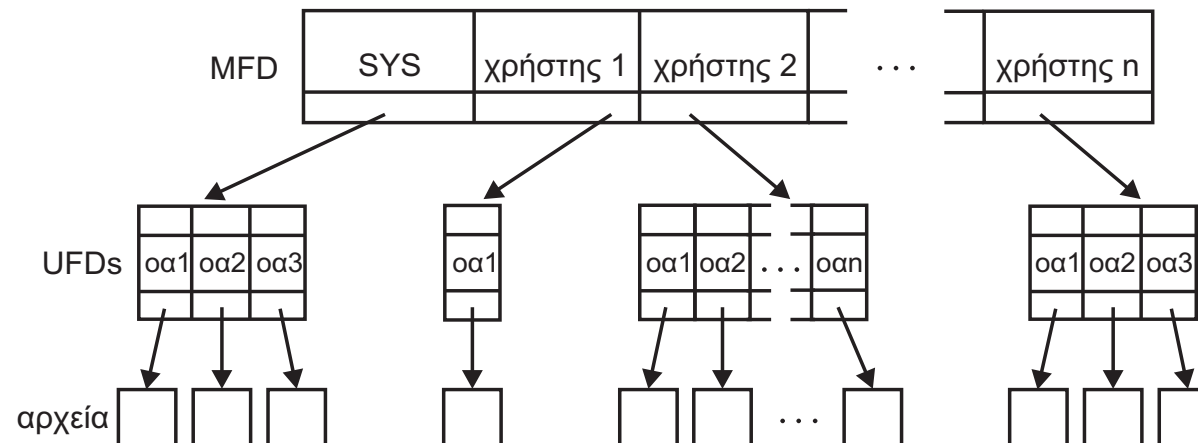 MFD SYS χρήστης 1 χρήστης 2 ... χρήστης n
UFDs οα1 οα2 οα3 οα1 οα1 οα2 ... οαn οα1 οα2 οα3
αρχεία ...